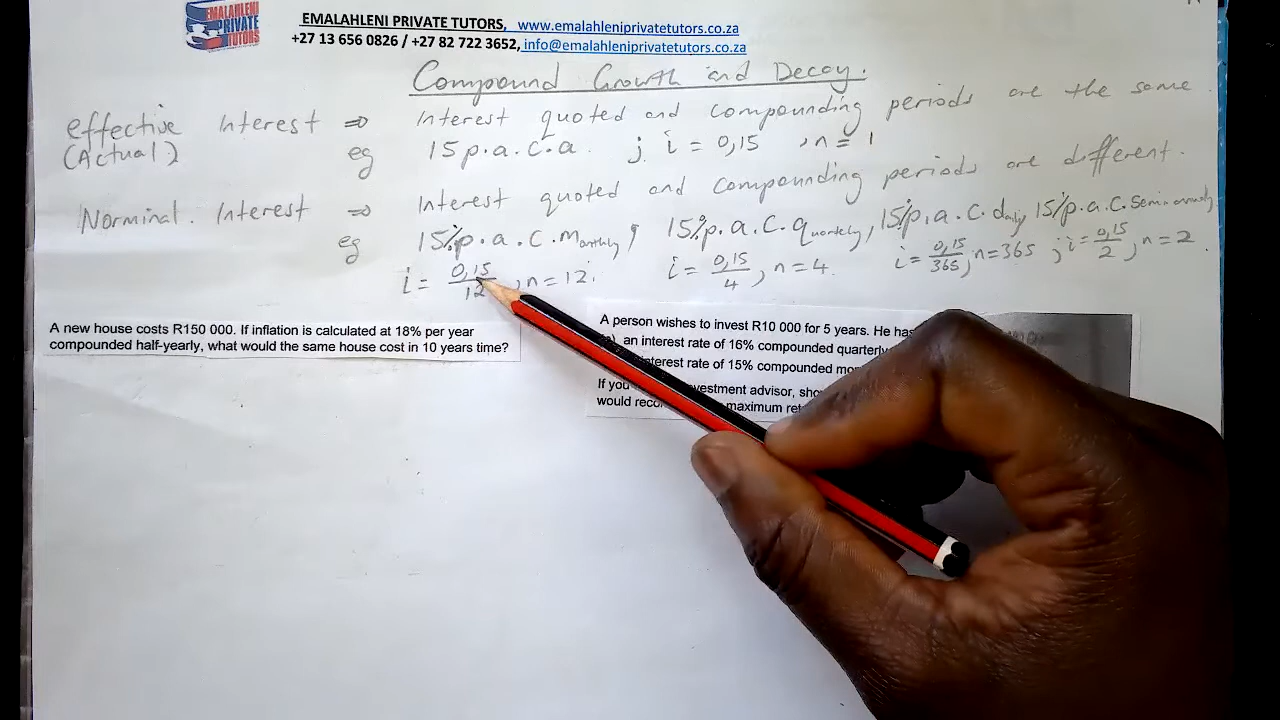 EMALAHLENI PRIVATE TUTORS
EMALAHLENI PRIVATE TUTORS, www.emalahleniprivatetutors.co.za
+27 13 656 0826 / +27 82 722 3652, info@emalahleniprivatetutors.co.za
Compound Growth and Decay.
effective Interest ⇒ Interest quoted and compounding periods are the same.
(Actual) eg 15 p.a.c.a. ; i = 0,15 , n = 1
Norminal. Interest ⇒ Interest quoted and compounding periods are different.
eg 15% p.a.c. Monthly, 15% p.a.c. quarterly, 15% p.a.c. daily, 15% p.a.c. Semi-annualy.
i = 0,15/12 , n = 12. i = 0,15/4 , n = 4. i = 0,15/365, n = 365 ; i = 0,15/2 , n = 2.
A new house costs R150 000. If inflation is calculated at 18% per year
compounded half-yearly, what would the same house cost in 10 years time?
A person wishes to invest R10 000 for 5 years. He has
an interest rate of 16% compounded quarterly
interest rate of 15% compounded
If you
would maximum